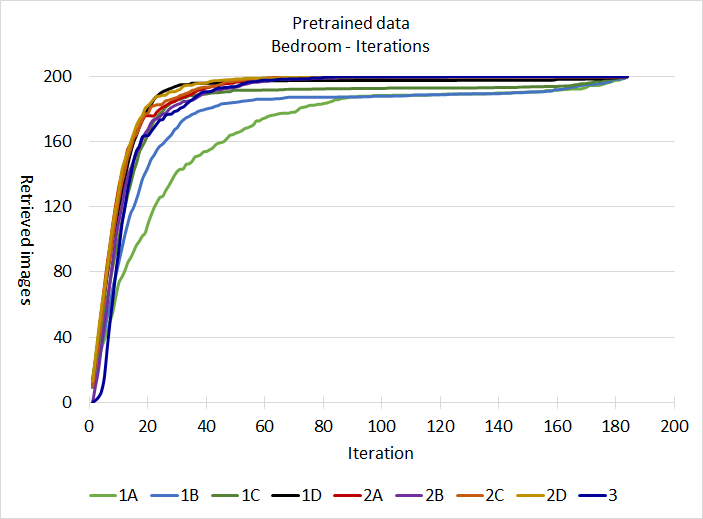 Pretrained data
Bedroom - Iterations
200
160
120
80
40
0
Retrieved images
0 20 40 60 80 100 120 140 160 180 200
Iteration
1A 1B 1C 1D 2A 2B 2C 2D 3